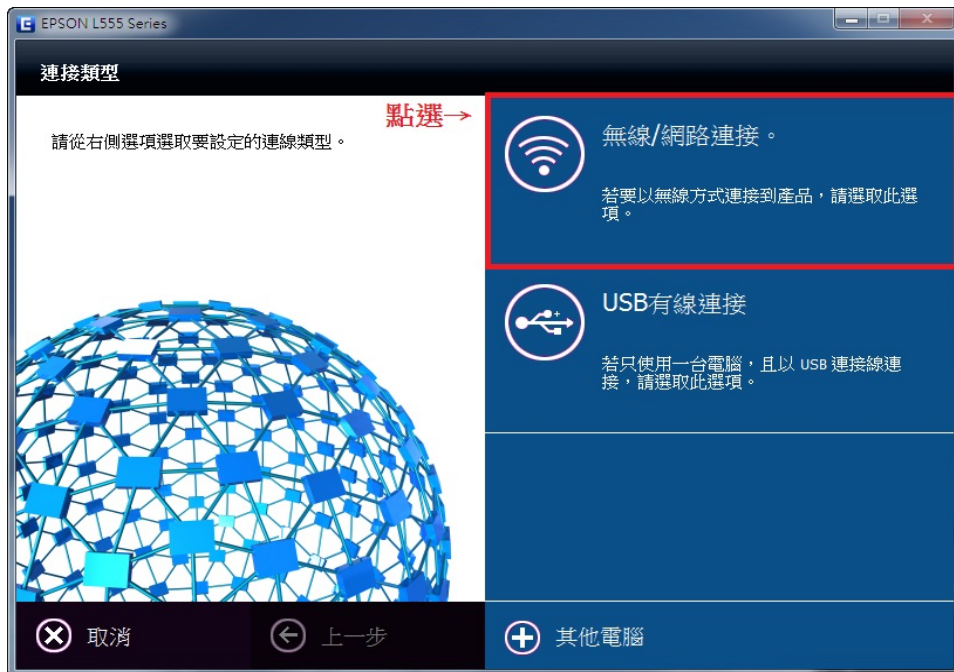 EPSON L555 Series
連接類型
點選→
請從右側選項選取要設定的連線類型。
無線/網路連接。
若要以無線方式連接到產品，請選取此選
項。
USB有線連接
若只使用一台電腦，且以 USB 連接線連
接，請選取此選項。
取消
上一步
其他電腦